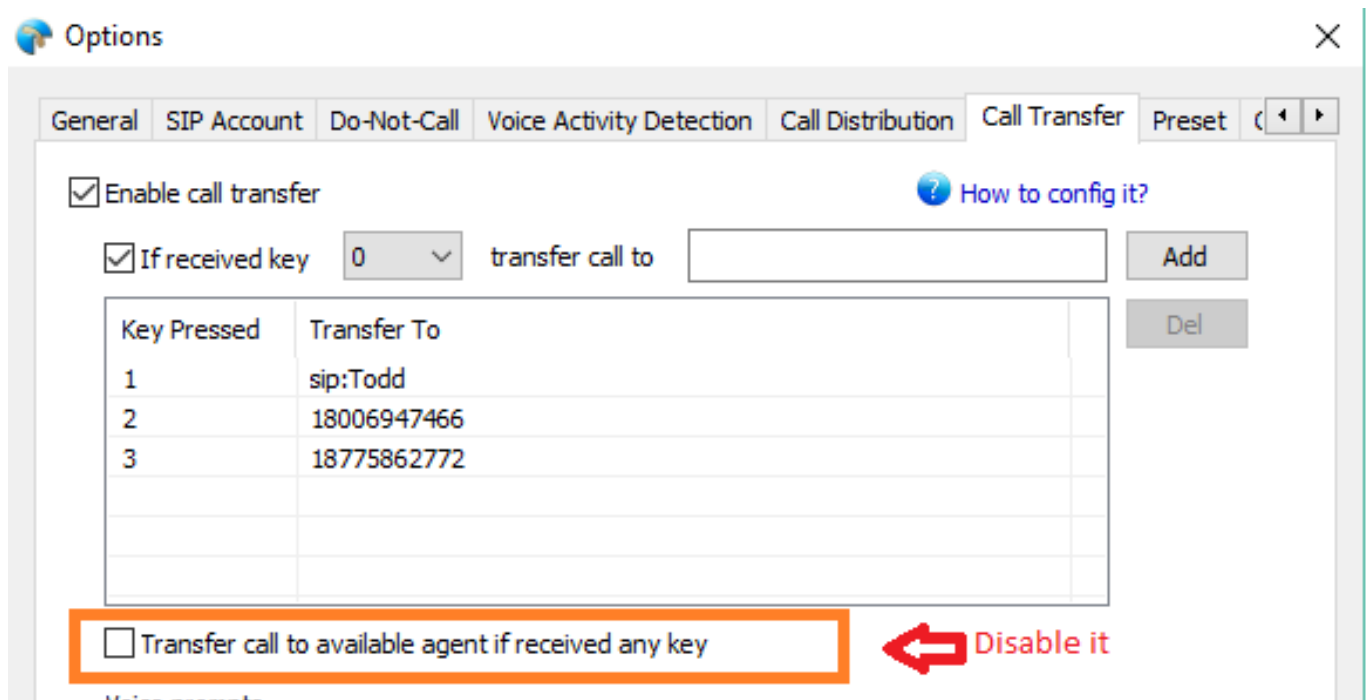 Options
General SIP Account Do-Not-Call Voice Activity Detection Call Distribution Call Transfer Preset
Enable call transfer How to config it?
If received key 0 transfer call to Add
Key Pressed Transfer To Del
1 sip:Todd
2 18006947466
3 18775862772
Transfer call to available agent if received any key Disable it